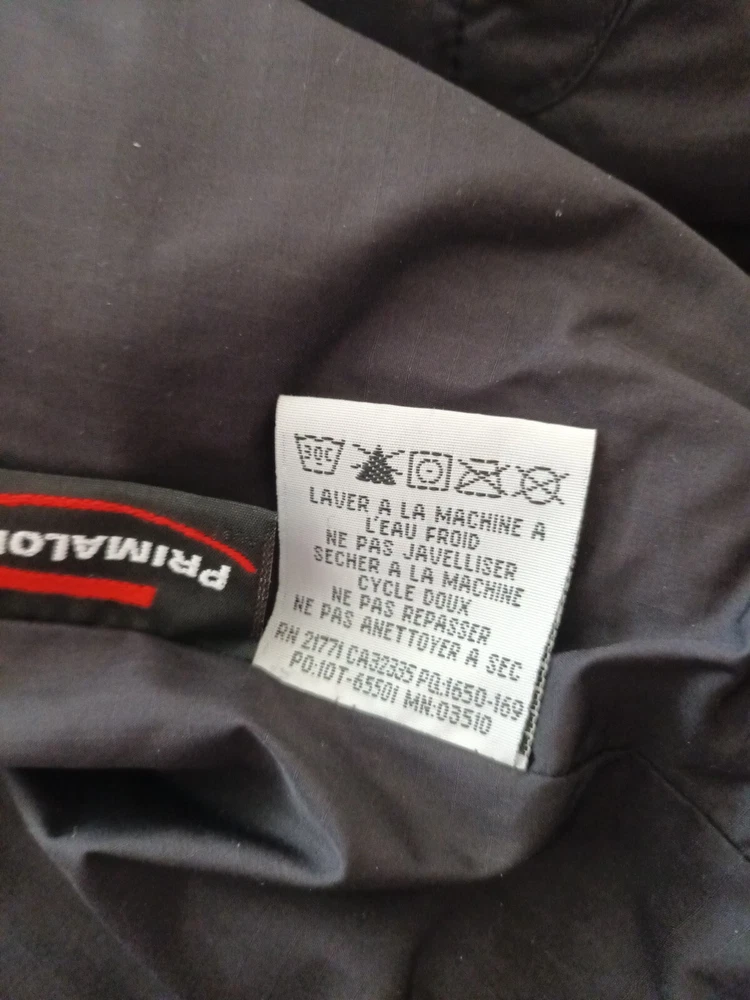 30C
LAVER A LA MACHINE A
L'EAU FROID
NE PAS JAVELLISER
SECHER A LA MACHINE
CYCLE DOUX
NE PAS REPASSER
NE PAS ANETTOYER A SEC
RN 21771 CA32335 PQ:1650-169
PO:10T-65501 MN:03510
PRIMALO